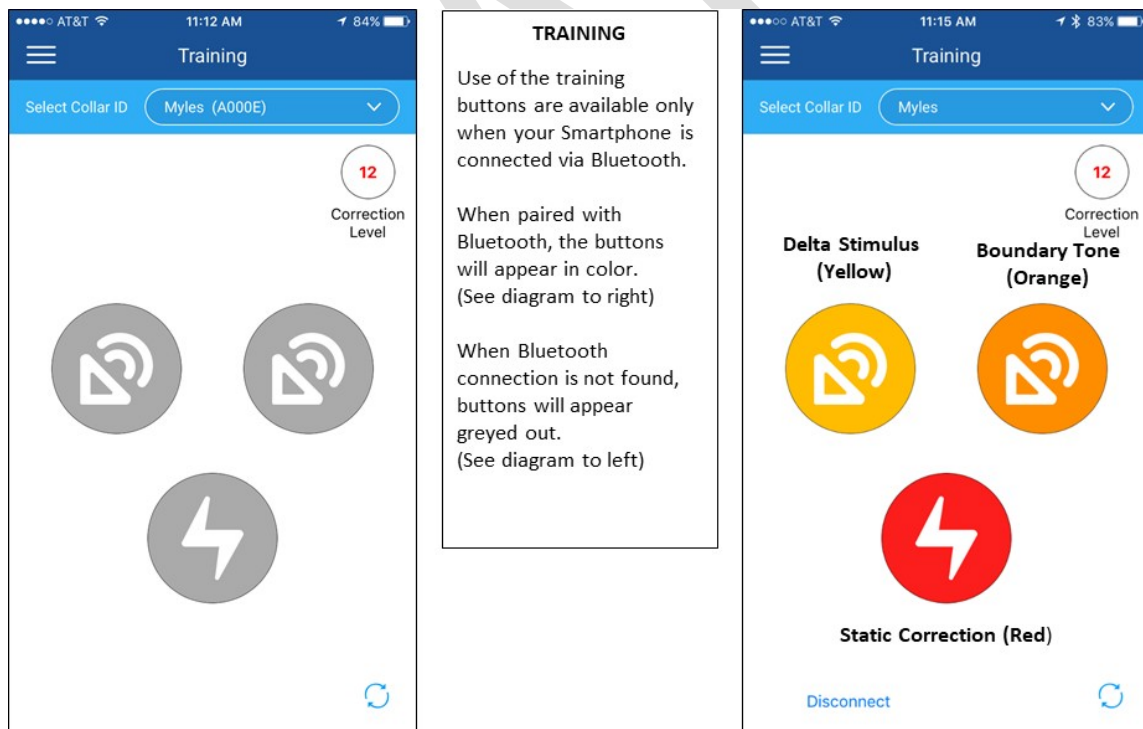 ●●●●○ AT&T 11:12 AM 84%
Training
Select Collar ID Myles (A000E)
12
Correction
Level
TRAINING
Use of the training
buttons are available only
when your Smartphone is
connected via Bluetooth.
When paired with
Bluetooth, the buttons
will appear in color.
(See diagram to right)
When Bluetooth
connection is not found,
buttons will appear
greyed out.
(See diagram to left)
●●●○○ AT&T 11:15 AM 83%
Training
Select Collar ID Myles
12
Correction
Level
Delta Stimulus
(Yellow)
Boundary Tone
(Orange)
Static Correction (Red)
Disconnect